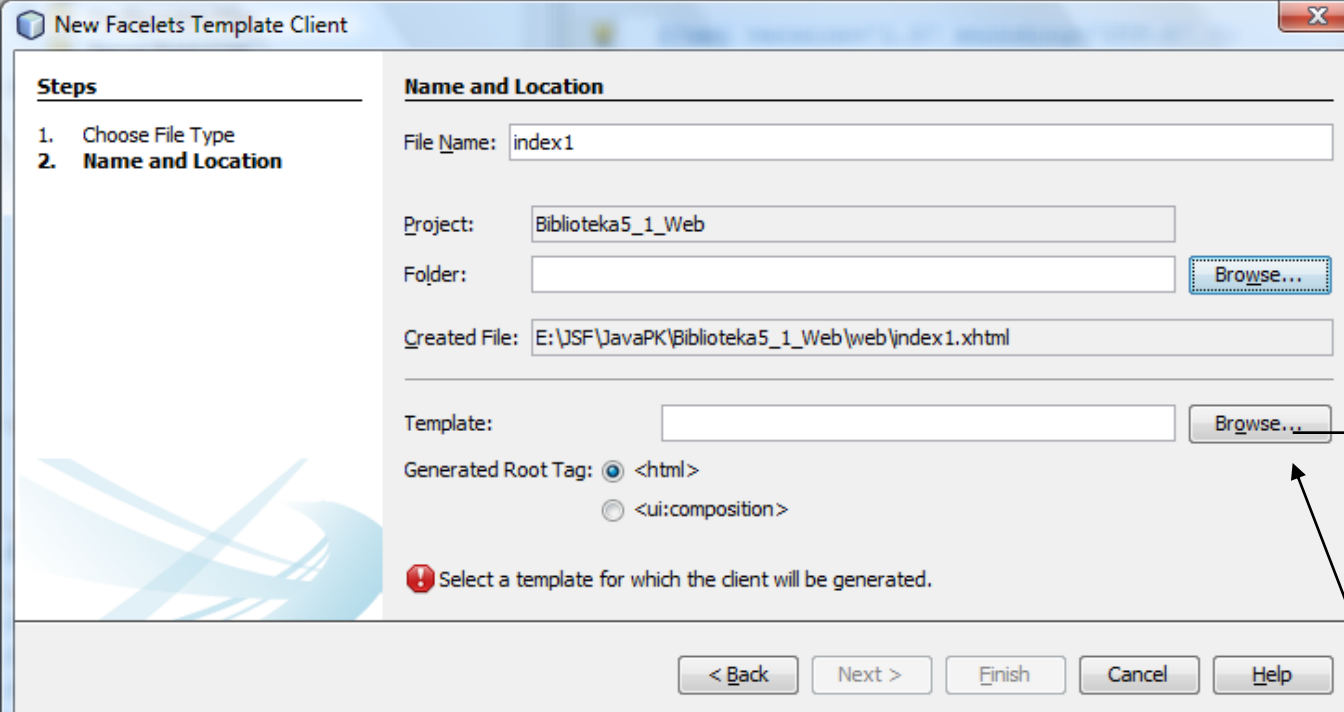 New Facelets Template Client
Steps
1. Choose File Type
2. Name and Location
Name and Location
File Name: index1
Project: Biblioteka5_1_Web
Folder: Browse...
Created File: E:\JSF\JavaPK\Biblioteka5_1_Web\web\index1.xhtml
Template: Browse...
Generated Root Tag: <html>
<ui:composition>
Select a template for which the client will be generated.
< Back Next > Finish Cancel Help